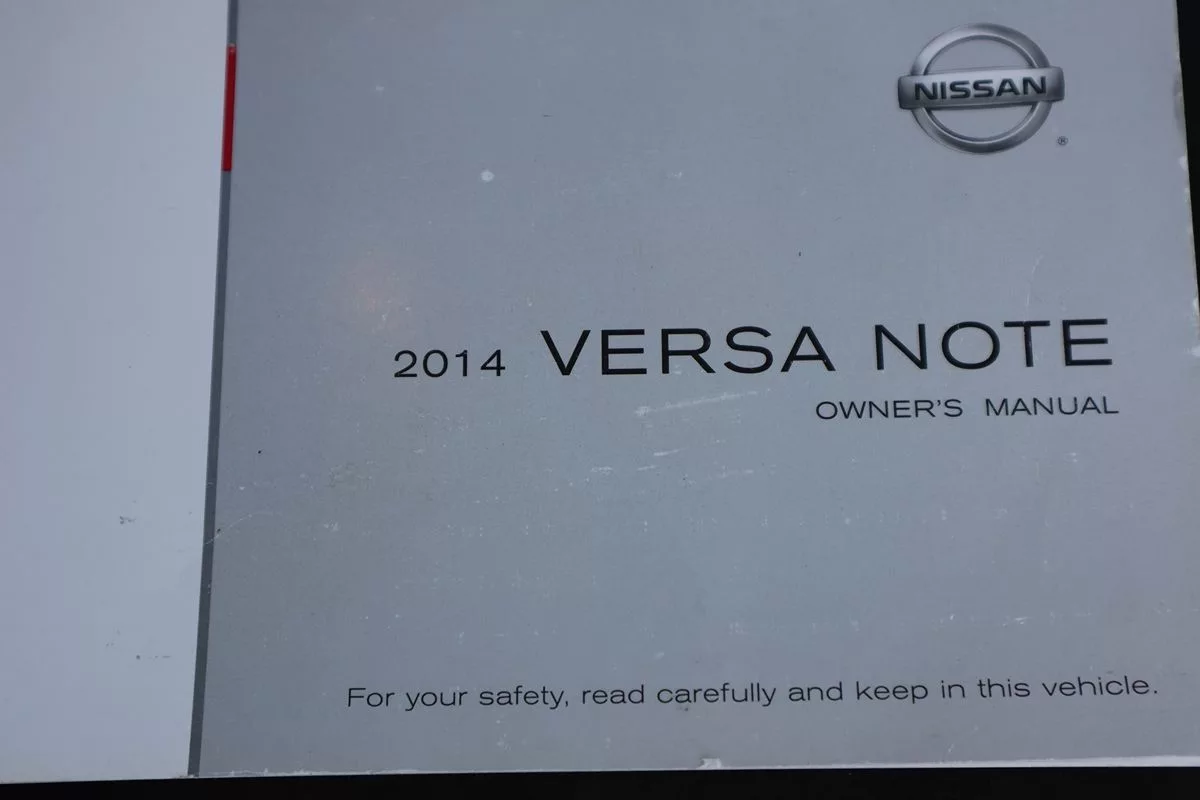 NISSAN
®
2014 VERSA NOTE
OWNER'S MANUAL
For your safety, read carefully and keep in this vehicle.